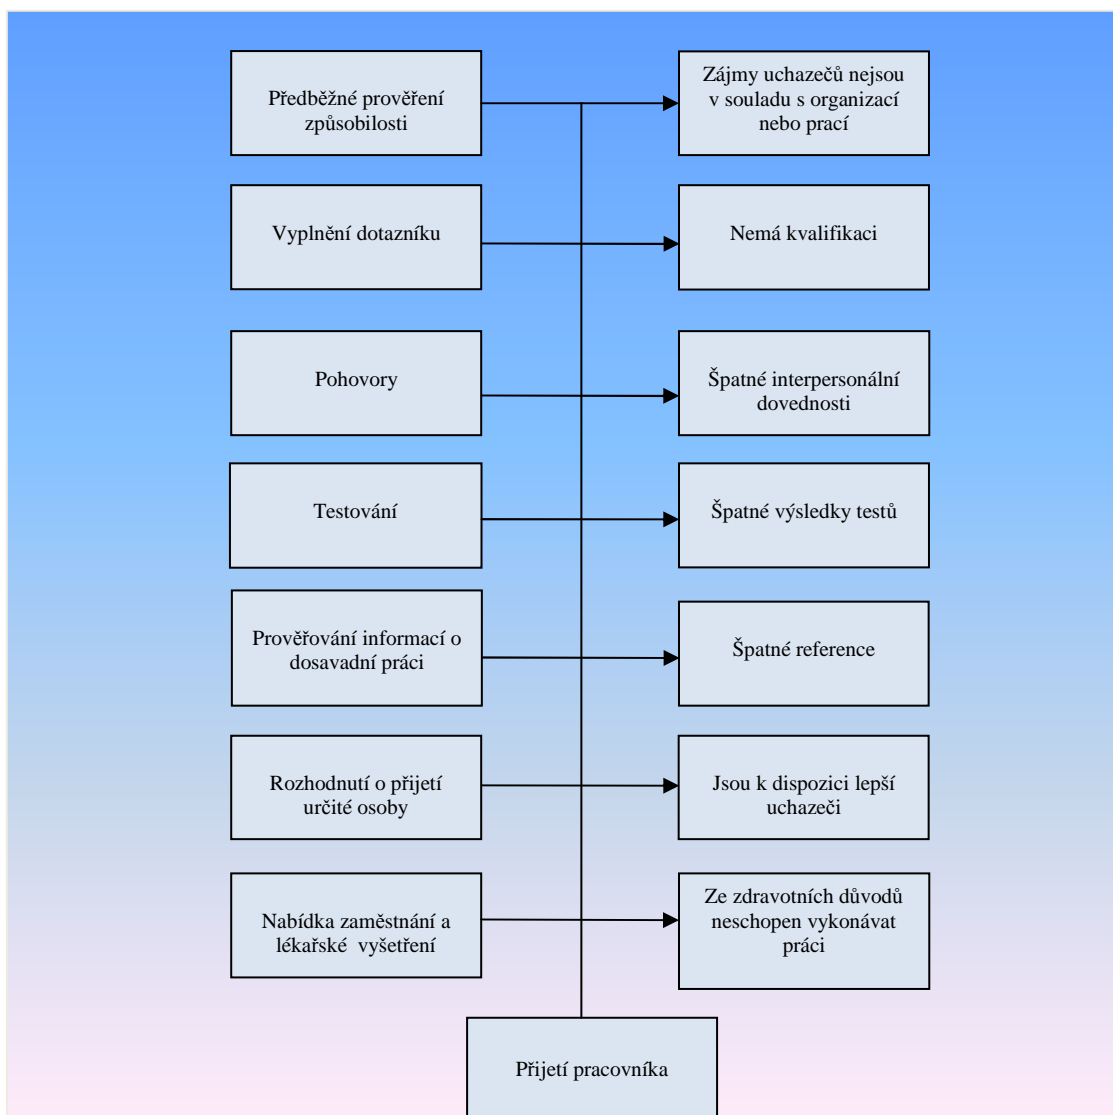 Předběžné prověření
způsobilosti
Zájmy uchazečů nejsou
v souladu s organizací
nebo prací
Vyplnění dotazníku
Nemá kvalifikaci
Pohovory
Špatné interpersonální
dovednosti
Testování
Špatné výsledky testů
Prověřování informací o
dosavadní práci
Špatné reference
Rozhodnutí o přijetí
určité osoby
Jsou k dispozici lepší
uchazeči
Nabídka zaměstnání a
lékařské vyšetření
Ze zdravotních důvodů
neschopen vykonávat
práci
Přijetí pracovníka